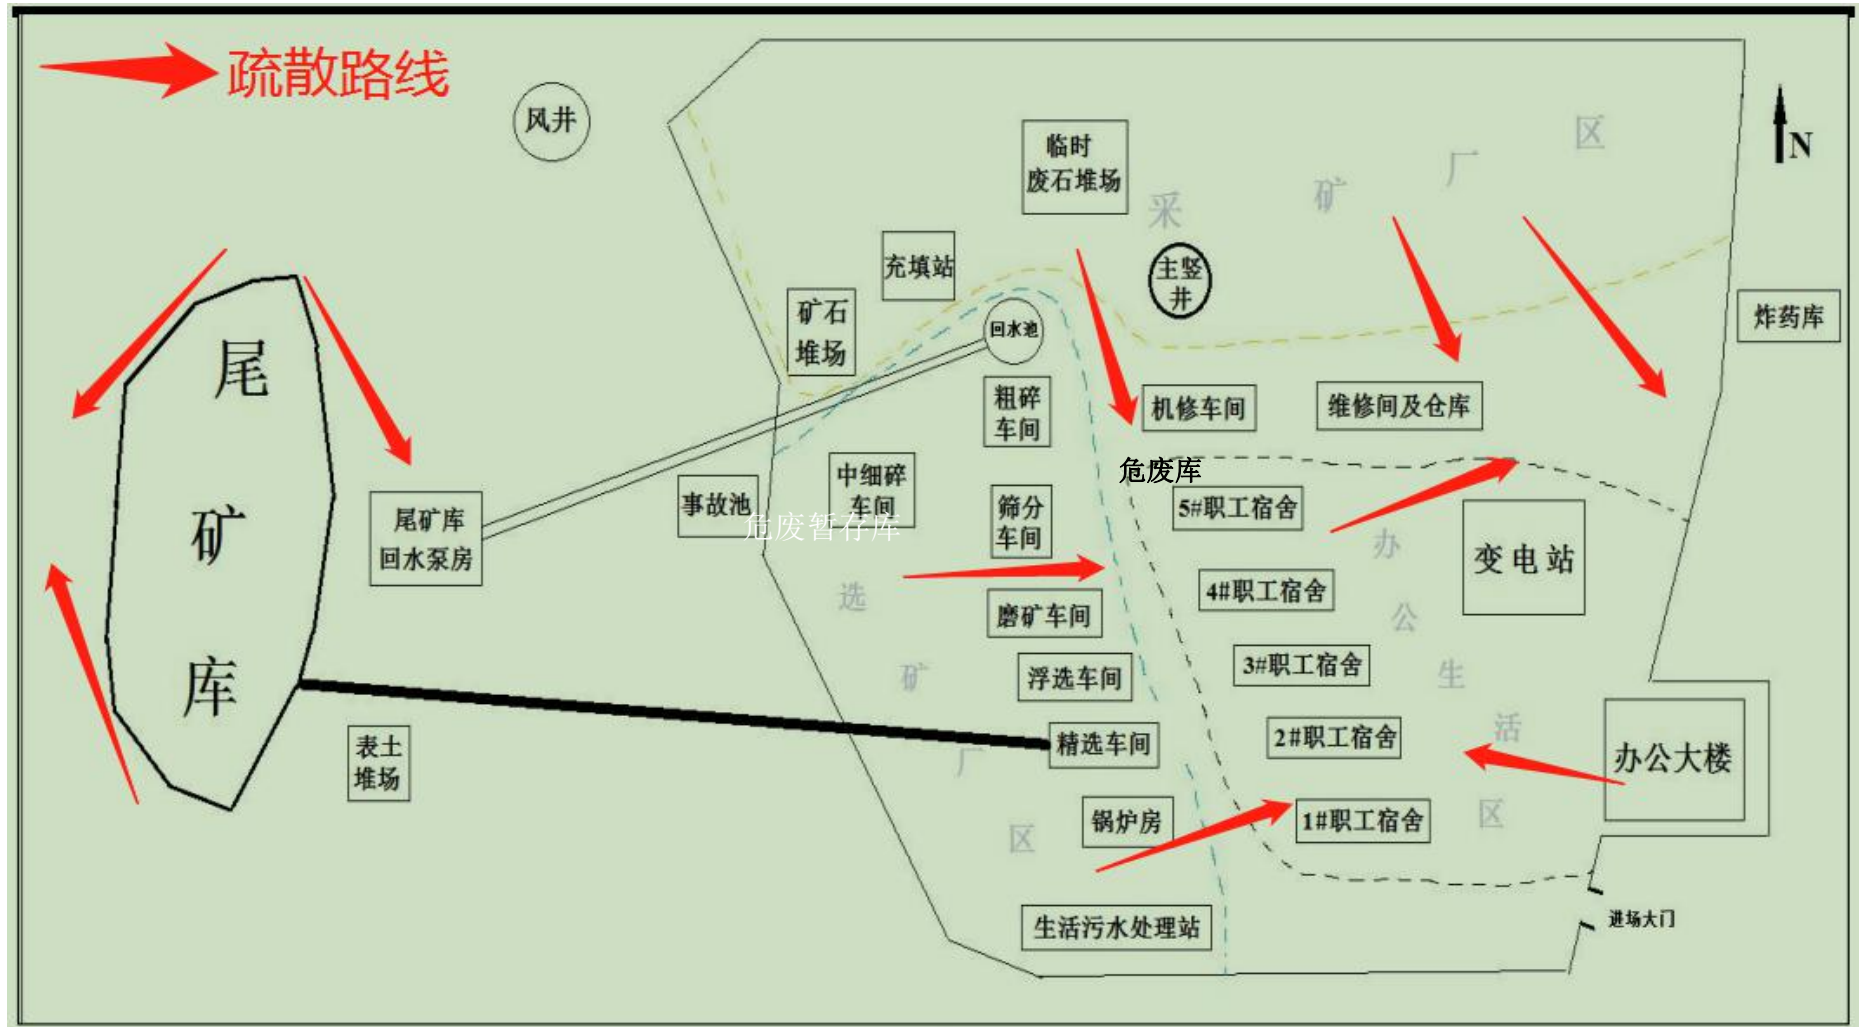 疏散路线
风井
临时
废石堆场
采矿厂区
N
充填站
主竖
井
矿石
堆场
回水池
炸药库
尾矿库
粗碎
车间
机修车间
维修间及仓库
危废库
中细碎
车间
事故池
危废暂存库
筛分
车间
5#职工宿舍
尾矿库
回水泵房
变电站
办公生活区
4#职工宿舍
选矿厂区
磨矿车间
3#职工宿舍
浮选车间
2#职工宿舍
精选车间
表土
堆场
办公大楼
锅炉房
1#职工宿舍
生活污水处理站
进场大门